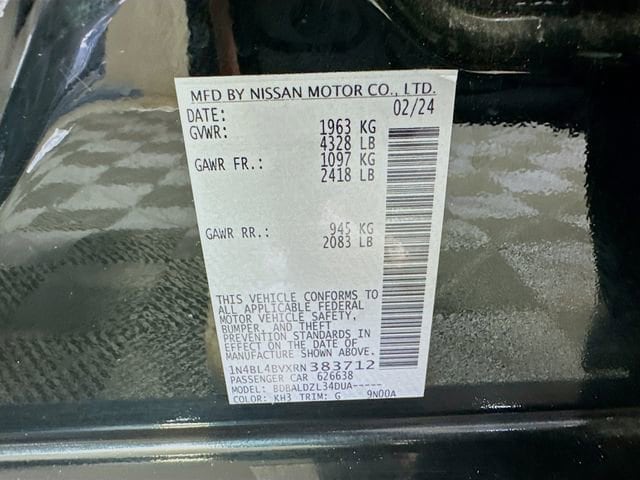 MFD BY NISSAN MOTOR CO., LTD.
DATE: 02/24
GVWR: 1963 KG
4328 LB
GAWR FR.: 1097 KG
2418 LB
GAWR RR.: 945 KG
2083 LB
THIS VEHICLE CONFORMS TO
ALL APPLICABLE FEDERAL
MOTOR VEHICLE SAFETY,
BUMPER, AND THEFT
PREVENTION STANDARDS IN
EFFECT ON THE DATE OF
MANUFACTURE SHOWN ABOVE.
1N4BL4BVXRN383712
PASSENGER CAR 626638
MODEL: BDBALDZL34DUA-----
COLOR: KH3 TRIM: G 9N00A